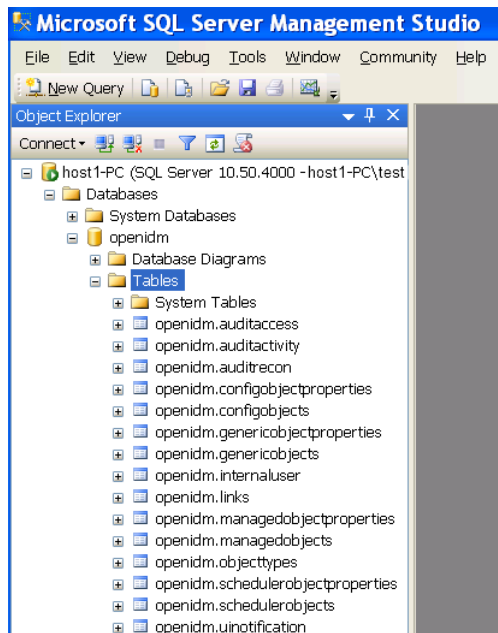 Microsoft SQL Server Management Studio
File Edit View Debug Tools Window Community Help
New Query
Object Explorer
Connect
host1-PC (SQL Server 10.50.4000 - host1-PC\test
Databases
System Databases
openidm
Database Diagrams
Tables
System Tables
openidm.auditaccess
openidm.auditactivity
openidm.auditrecon
openidm.configobjectproperties
openidm.configobjects
openidm.genericobjectproperties
openidm.genericobjects
openidm.internaluser
openidm.links
openidm.managedobjectproperties
openidm.managedobjects
openidm.objecttypes
openidm.schedulerobjectproperties
openidm.schedulerobjects
openidm.uinotification